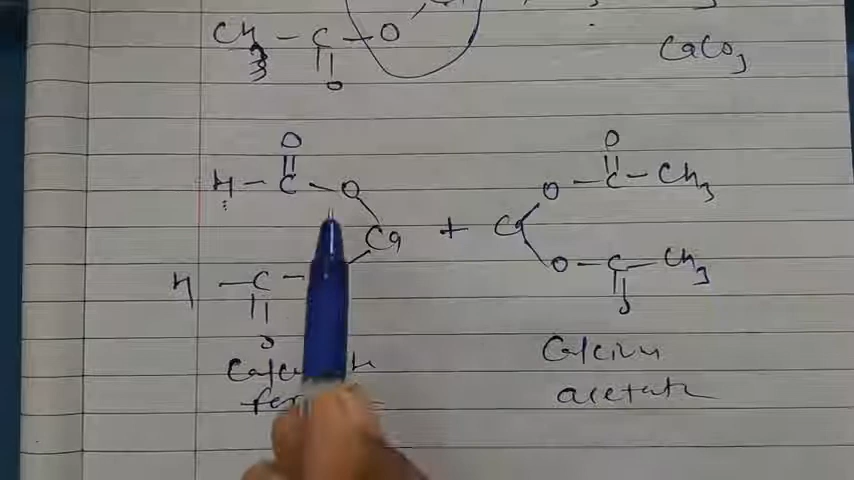 CH3 - C - O
O
CaCO3
O
H - C - O
Ca
H - C -
O
+
O
O - C - CH3
Ca
O - C - CH3
O
Calcium
acetate